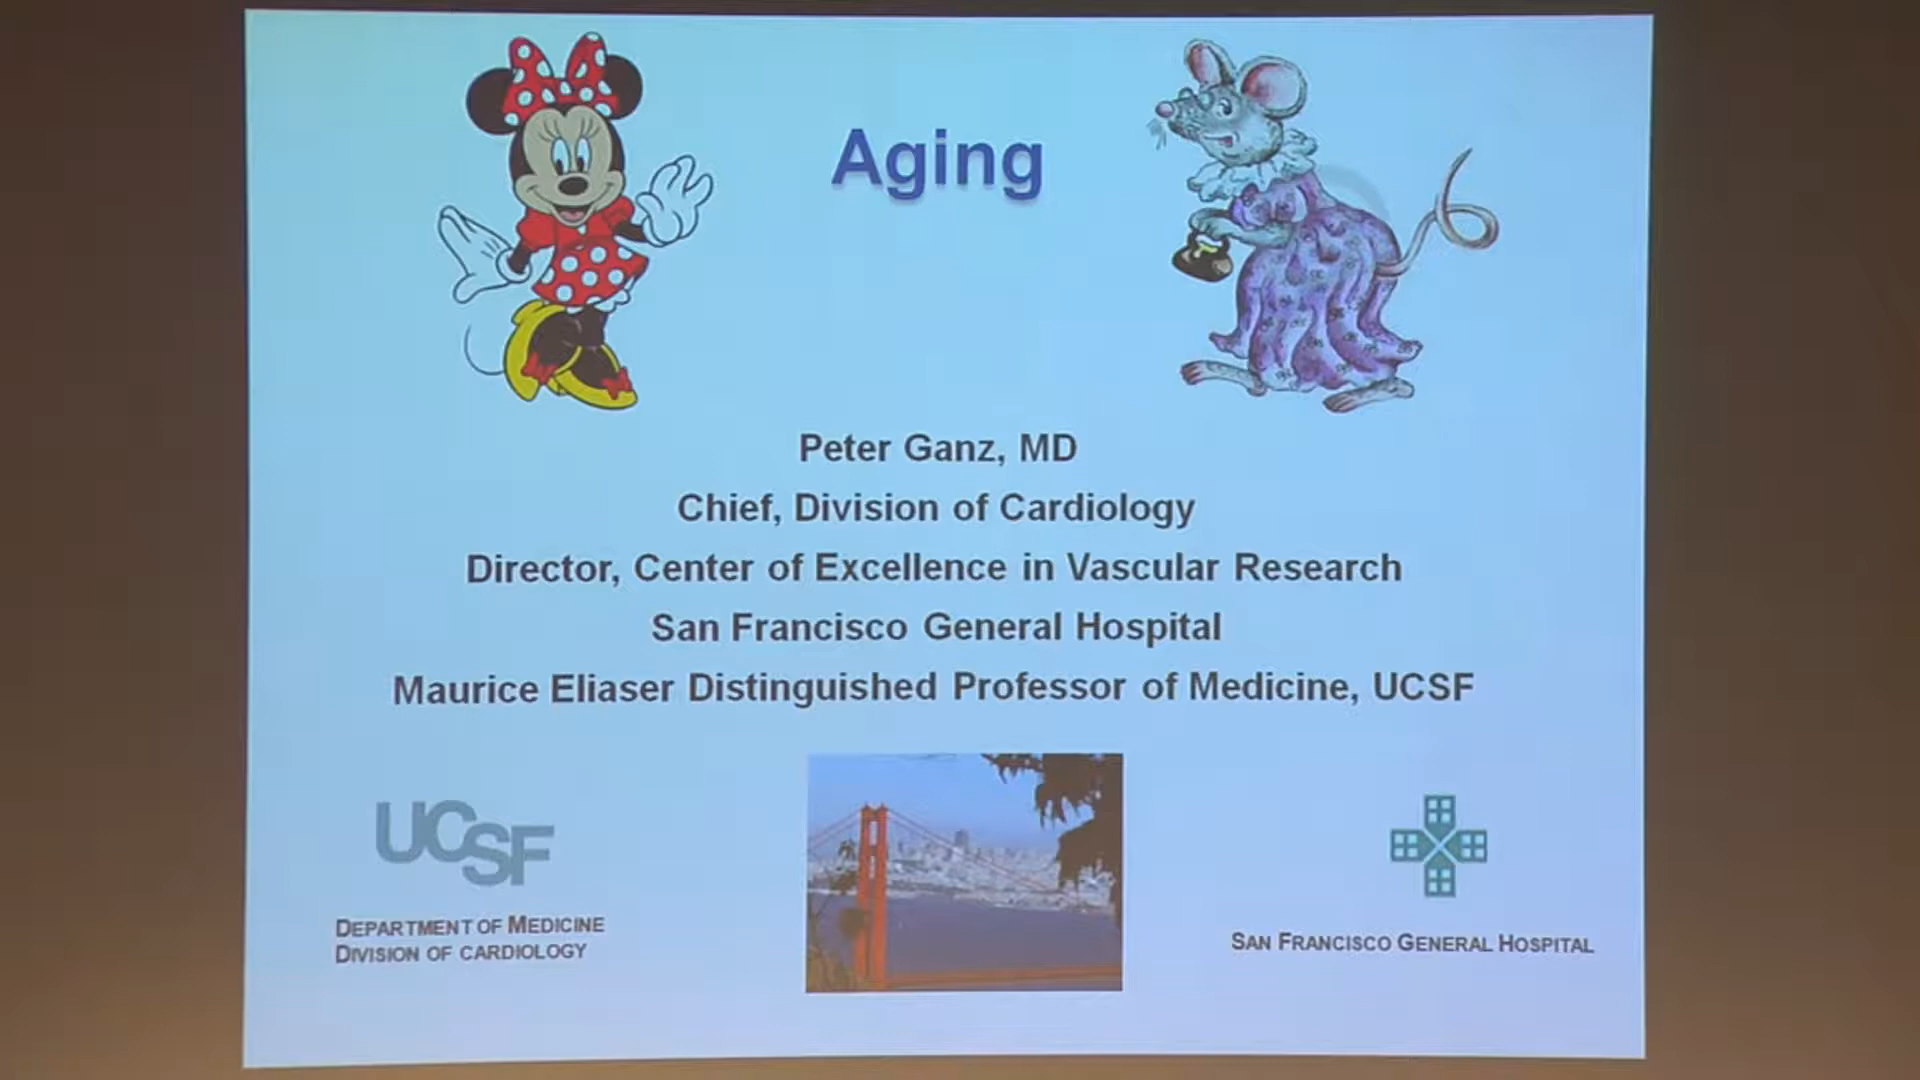 Aging
Peter Ganz, MD
Chief, Division of Cardiology
Director, Center of Excellence in Vascular Research
San Francisco General Hospital
Maurice Eliaser Distinguished Professor of Medicine, UCSF
UCSF
DEPARTMENT OF MEDICINE
DIVISION OF CARDIOLOGY
SAN FRANCISCO GENERAL HOSPITAL